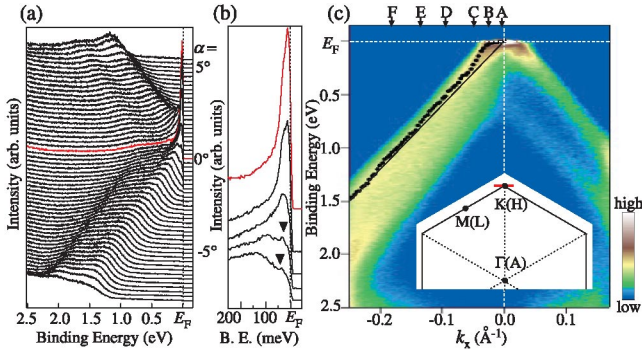 (a)
(b)
(c)
F E D C B A
α=
5°
0°
-5°
Intensity (arb. units)
2.5 2.0 1.5 1.0 0.5 E_F
Binding Energy (eV)
Intensity (arb. units)
200 100 E_F
B. E. (meV)
E_F
0.5
1.0
1.5
2.0
2.5
Binding Energy (eV)
K(H)
M(L)
Γ(A)
-0.2 -0.1 0.0 0.1
k_x (Å⁻¹)
high
low